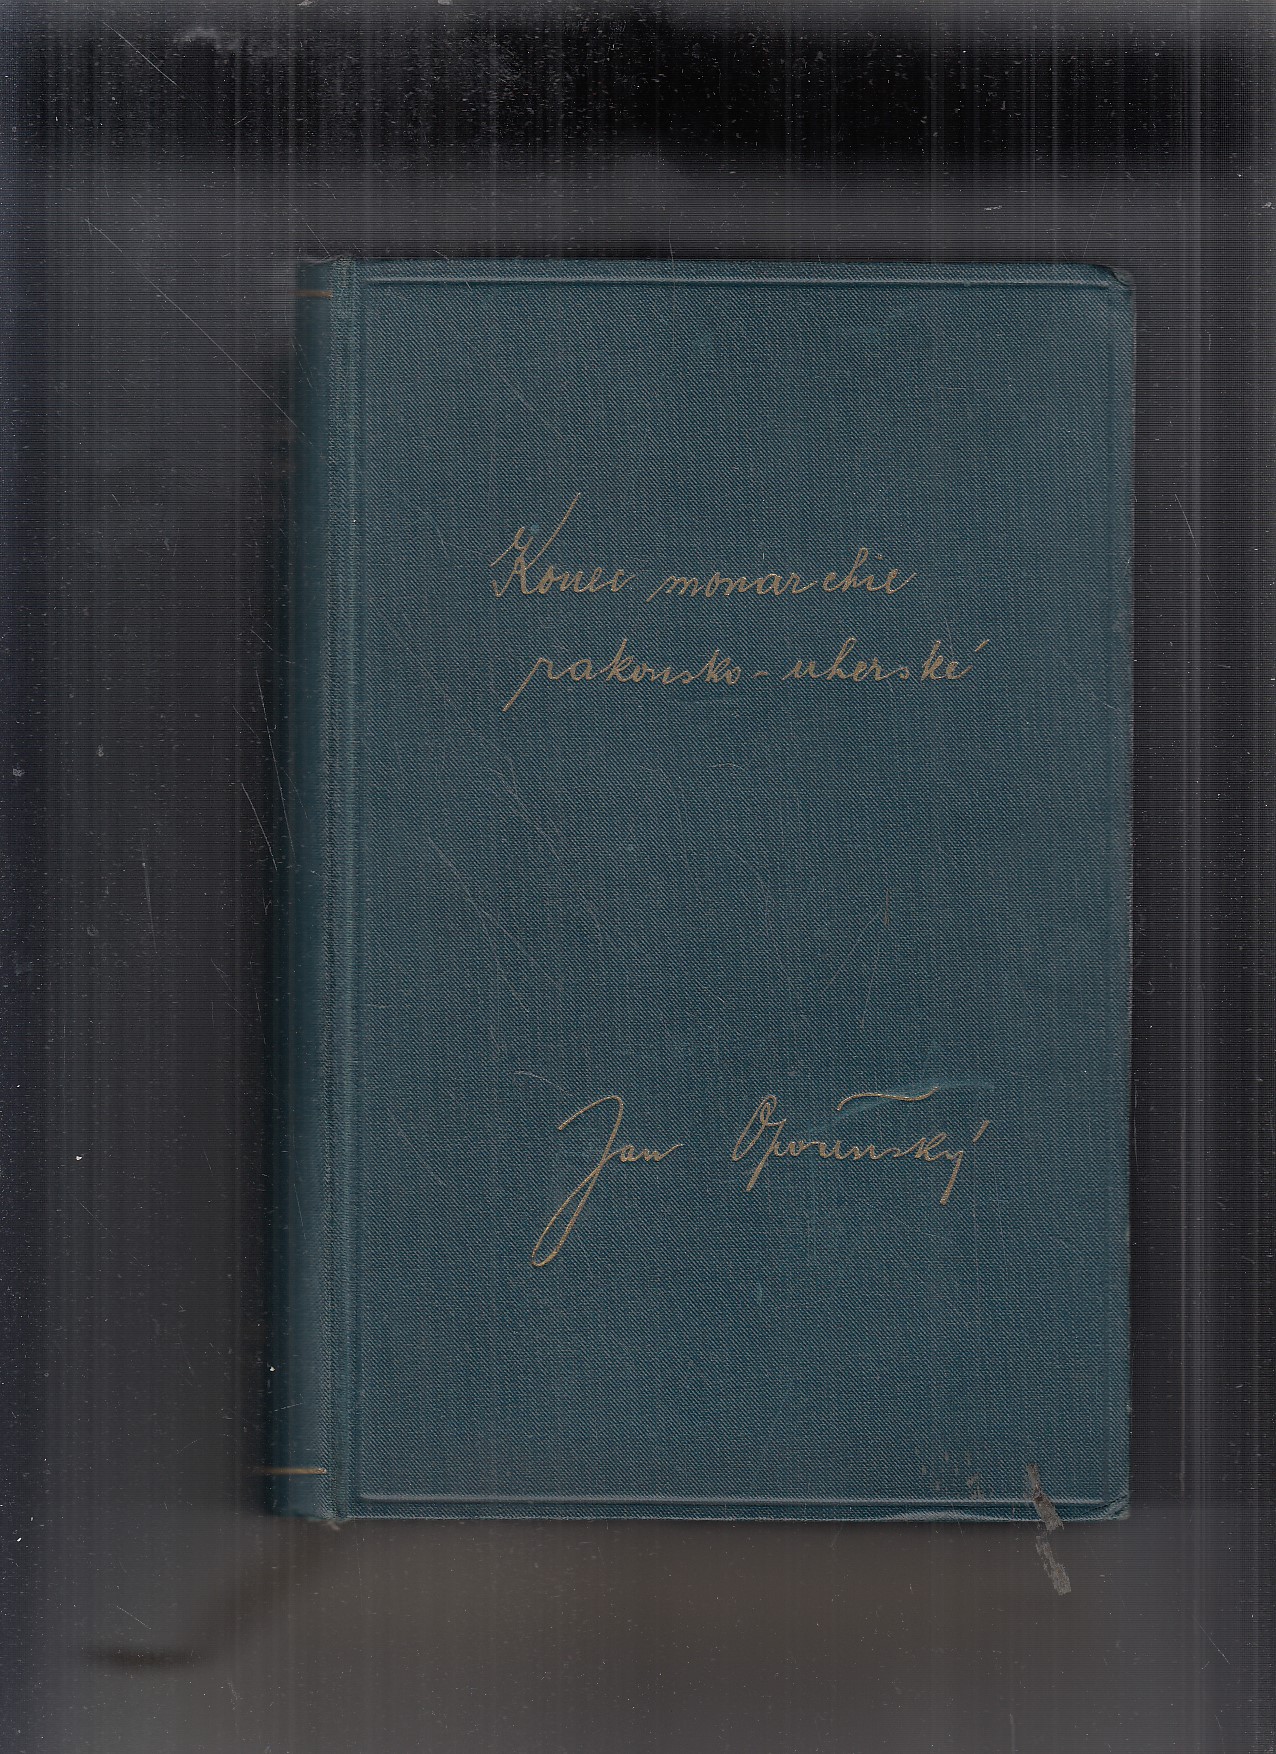 Konec monarchie
rakousko-uherské
Jan Opočenský